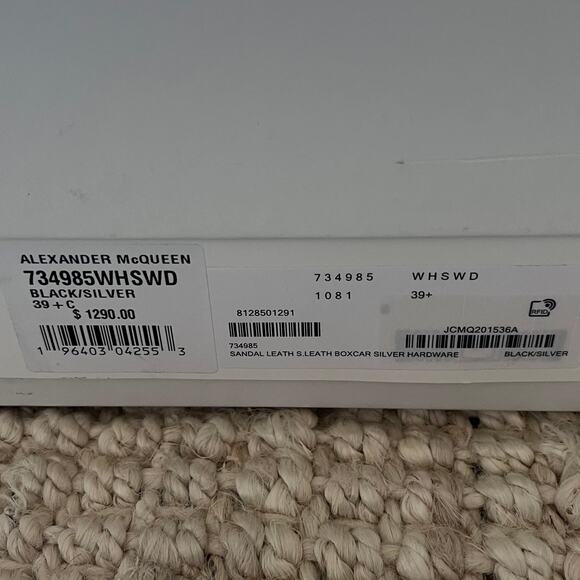 ALEXANDER McQUEEN
734985WHSWD
BLACK/SILVER
39 + C
$ 1290.00
1 96403 04255 3
734985 WHSWD
1081 39+
RFID
8128501291
JCMQ201536A
734985
SANDAL LEATH S.LEATH BOXCAR SILVER HARDWARE BLACK/SILVER